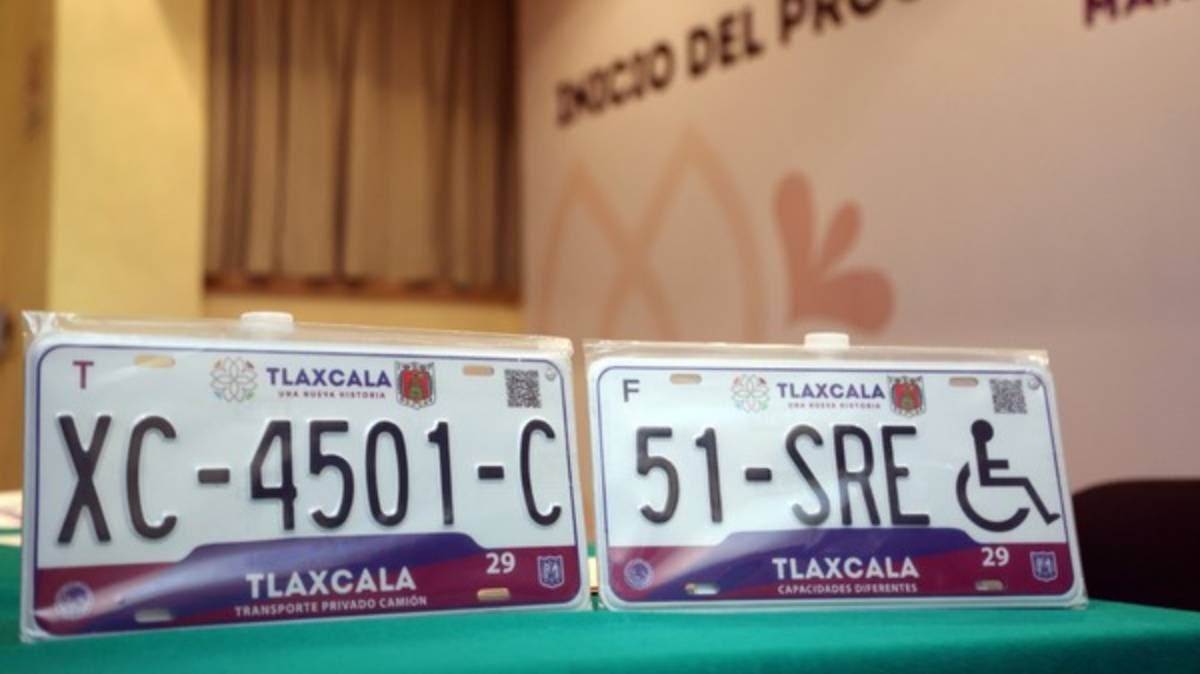 INICIO DEL
T
TLAXCALA
UNA NUEVA HISTORIA
XC-4501-C
TLAXCALA
29
TRANSPORTE PRIVADO CAMIÓN
F
TLAXCALA
UNA NUEVA HISTORIA
51-SRE
TLAXCALA
29
CAPACIDADES DIFERENTES